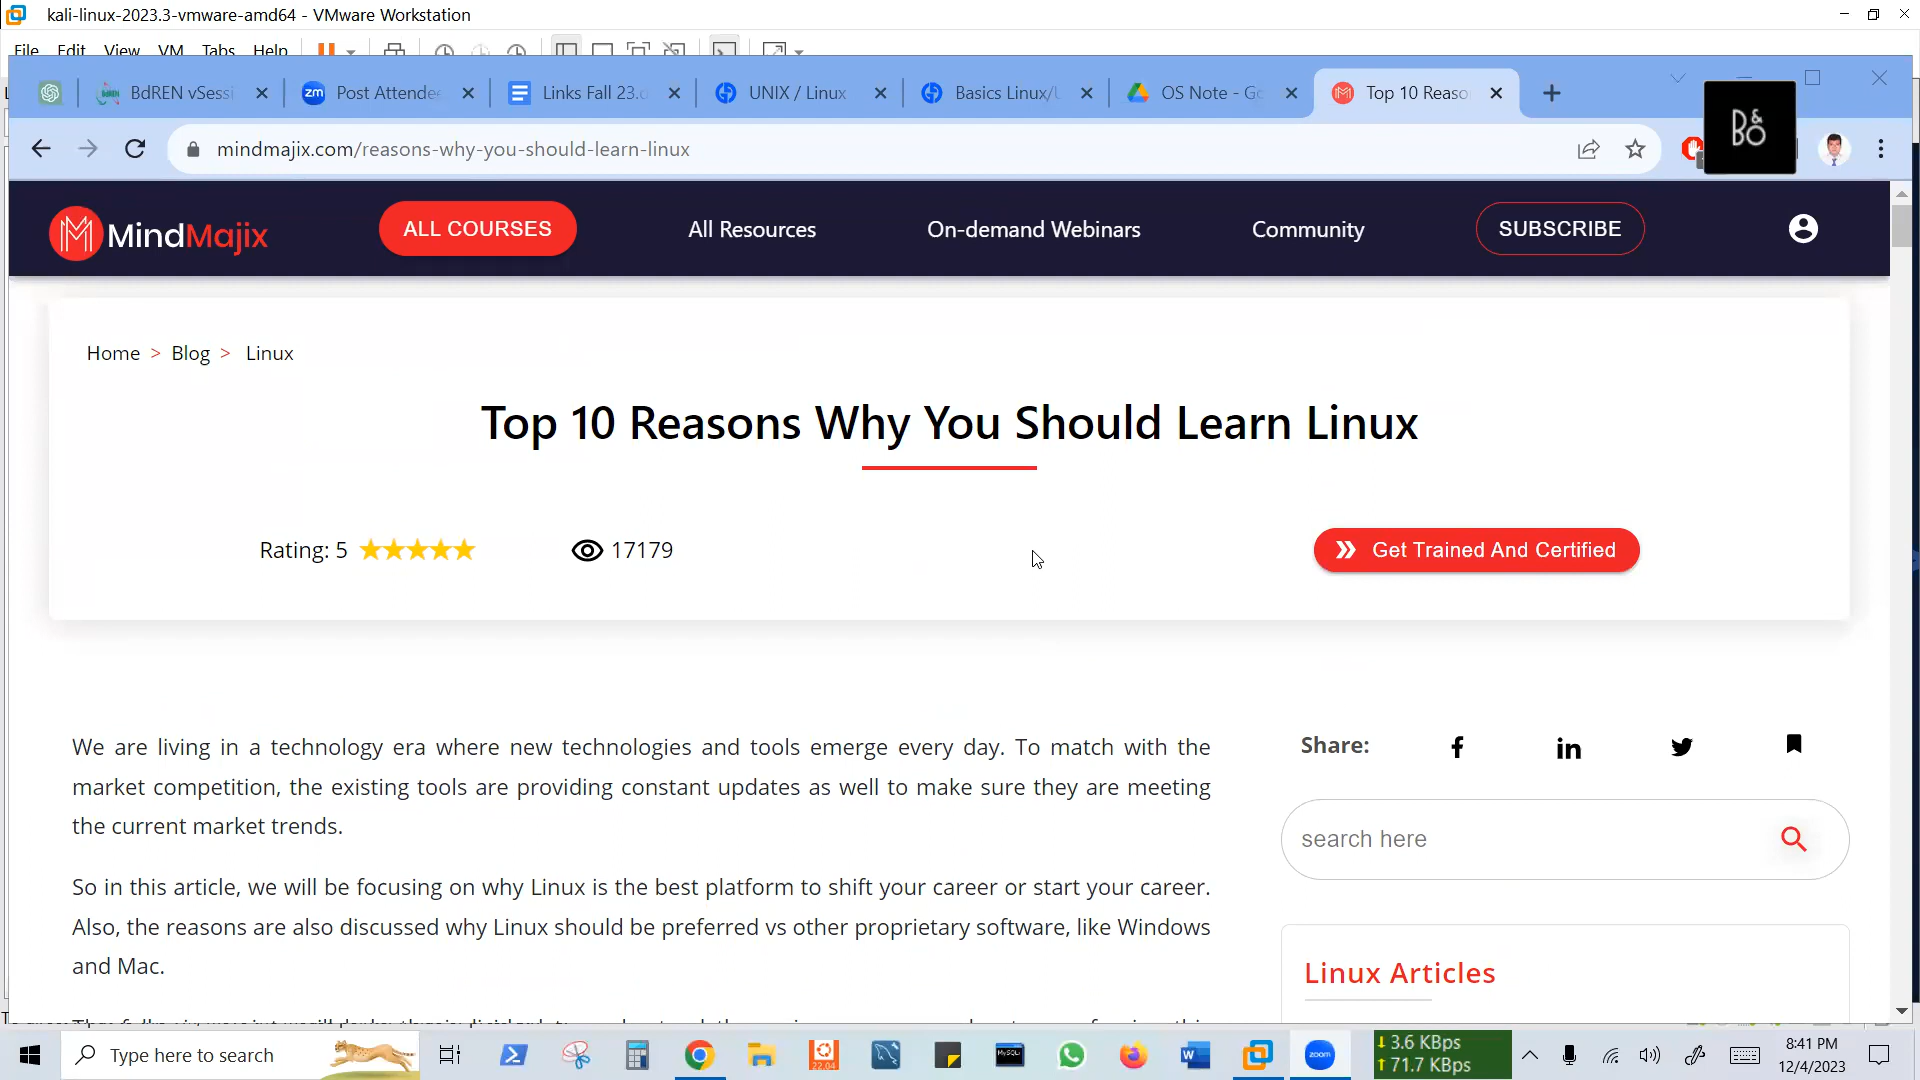 kali-linux-2023.3-vmware-amd64 - VMware Workstation
File Edit View VM Tabs Help
BdREN vSessi
zm Post Attende
Links Fall 23.d
UNIX / Linux
Basics Linux/U
OS Note - Go
Top 10 Reaso
mindmajix.com/reasons-why-you-should-learn-linux
B&O
MindMajix
ALL COURSES
All Resources
On-demand Webinars
Community
SUBSCRIBE
Home > Blog > Linux
Top 10 Reasons Why You Should Learn Linux
Rating: 5
17179
Get Trained And Certified
We are living in a technology era where new technologies and tools emerge every day. To match with the
market competition, the existing tools are providing constant updates as well to make sure they are meeting
the current market trends.
So in this article, we will be focusing on why Linux is the best platform to shift your career or start your career.
Also, the reasons are also discussed why Linux should be preferred vs other proprietary software, like Windows
and Mac.
Share:
search here
Linux Articles
Type here to search
22.04
MySQL
zoom
3.6 KBps
71.7 KBps
8:41 PM
12/4/2023